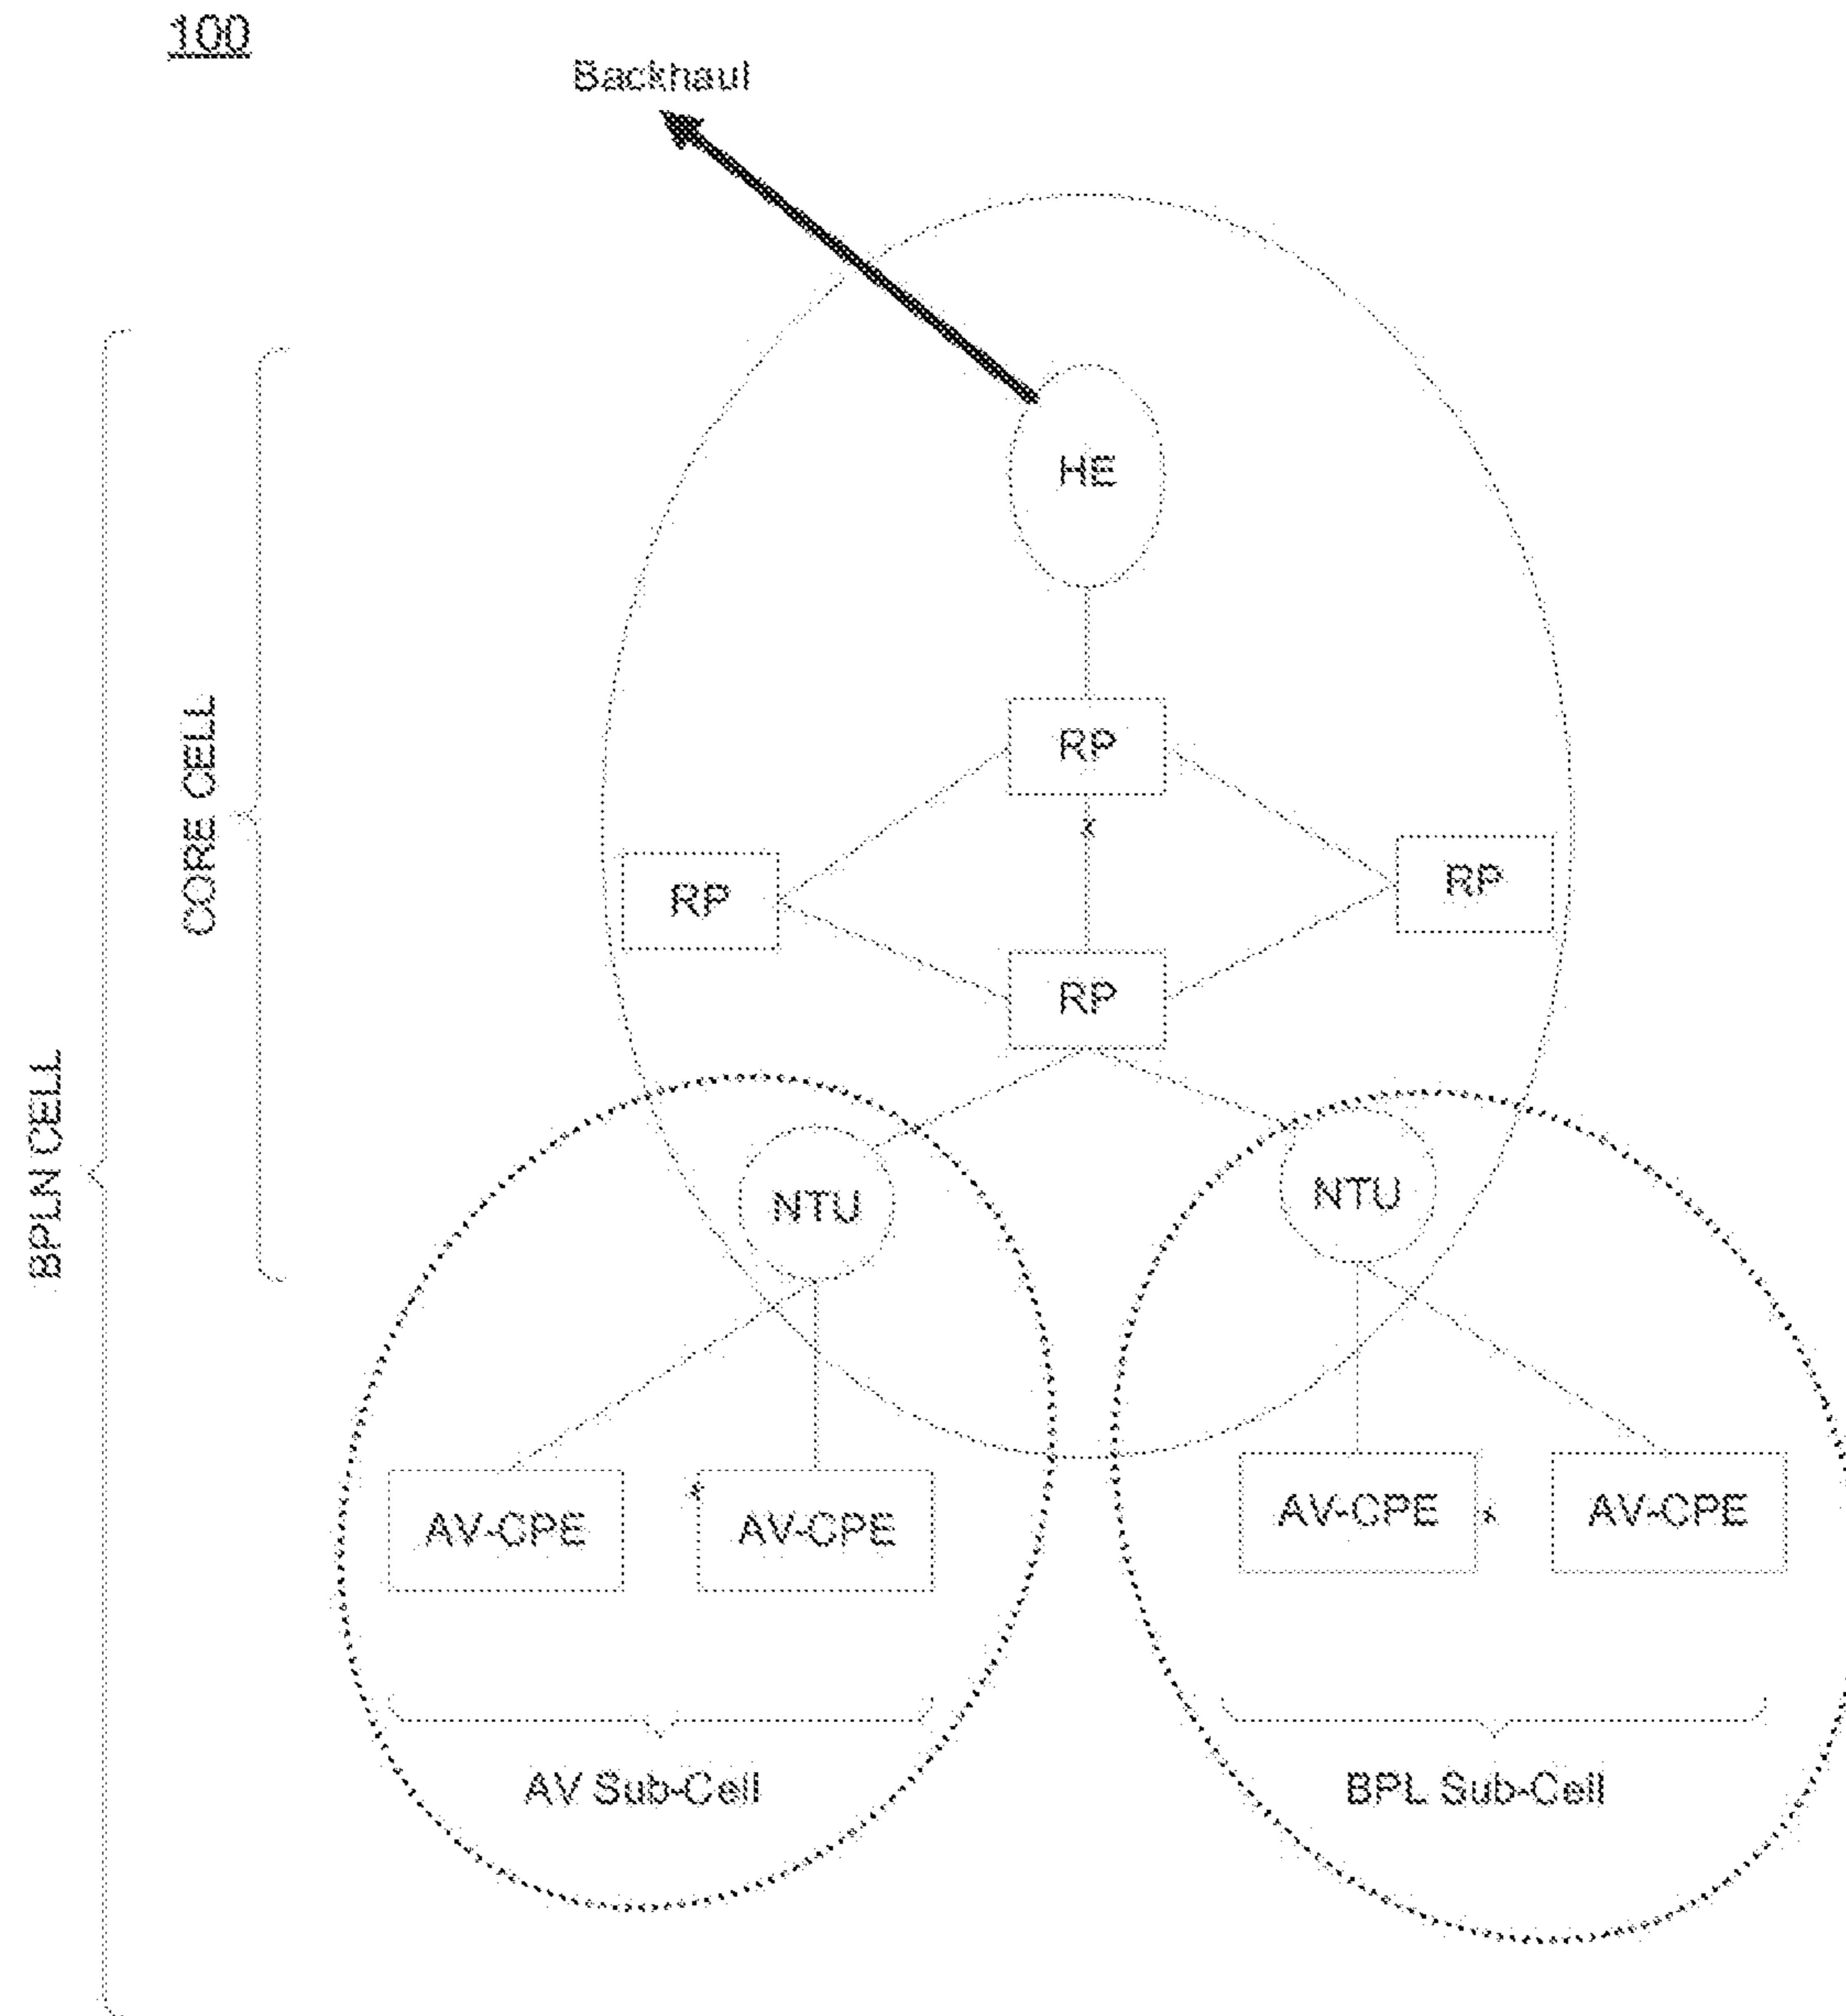 100
Backhaul
HE
RP
RP
RP
RP
CORE CELL
BPLN CELL
NTU
NTU
AV-CPE
AV-CPE
AV-CPE
AV-CPE
AV Sub-Cell
BPL Sub-Cell